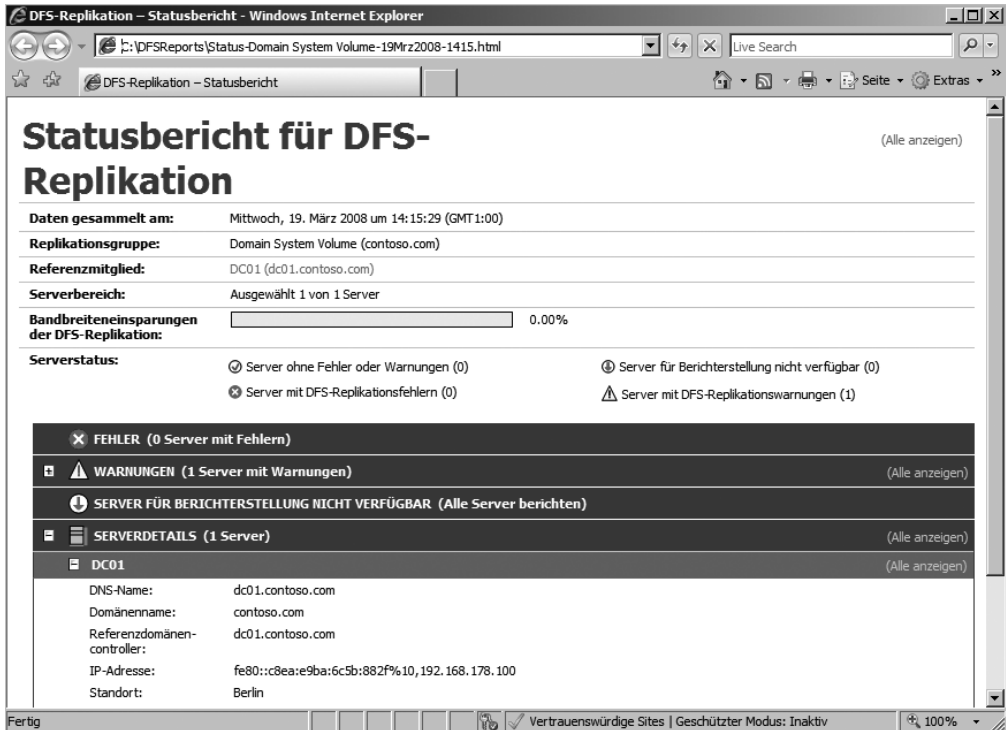 DFS-Replikation – Statusbericht - Windows Internet Explorer
:\DFSReports\Status-Domain System Volume-19Mrz2008-1415.html
Live Search
DFS-Replikation – Statusbericht
Seite
Extras
»
Statusbericht für DFS-
Replikation
(Alle anzeigen)
Daten gesammelt am: Mittwoch, 19. März 2008 um 14:15:29 (GMT1:00)
Replikationsgruppe: Domain System Volume (contoso.com)
Referenzmitglied: DC01 (dc01.contoso.com)
Serverbereich: Ausgewählt 1 von 1 Server
Bandbreiteneinsparungen
der DFS-Replikation:
0.00%
Serverstatus:
Server ohne Fehler oder Warnungen (0)
Server für Berichterstellung nicht verfügbar (0)
Server mit DFS-Replikationsfehlern (0)
Server mit DFS-Replikationswarnungen (1)
FEHLER (0 Server mit Fehlern)
WARNUNGEN (1 Server mit Warnungen) (Alle anzeigen)
SERVER FÜR BERICHTERSTELLUNG NICHT VERFÜGBAR (Alle Server berichten)
SERVERDETAILS (1 Server) (Alle anzeigen)
DC01 (Alle anzeigen)
DNS-Name: dc01.contoso.com
Domänenname: contoso.com
Referenzdomänen-
controller:
dc01.contoso.com
IP-Adresse: fe80::c8ea:e9ba:6c5b:882f%10,192.168.178.100
Standort: Berlin
Fertig
Vertrauenswürdige Sites | Geschützter Modus: Inaktiv
100%